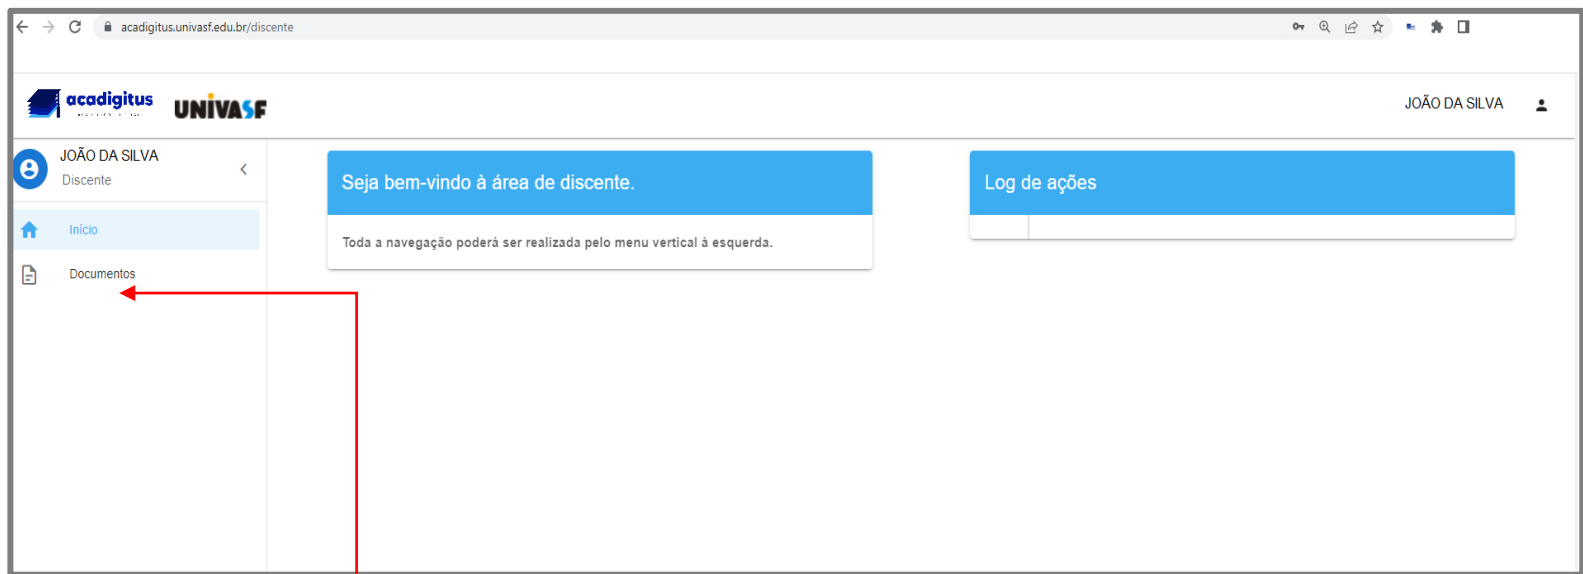 acadigitus.univasf.edu.br/discente
acadigitus
UNIVASF
JOÃO DA SILVA
JOÃO DA SILVA
Discente
Início
Documentos
Seja bem-vindo à área de discente.
Toda a navegação poderá ser realizada pelo menu vertical à esquerda.
Log de ações